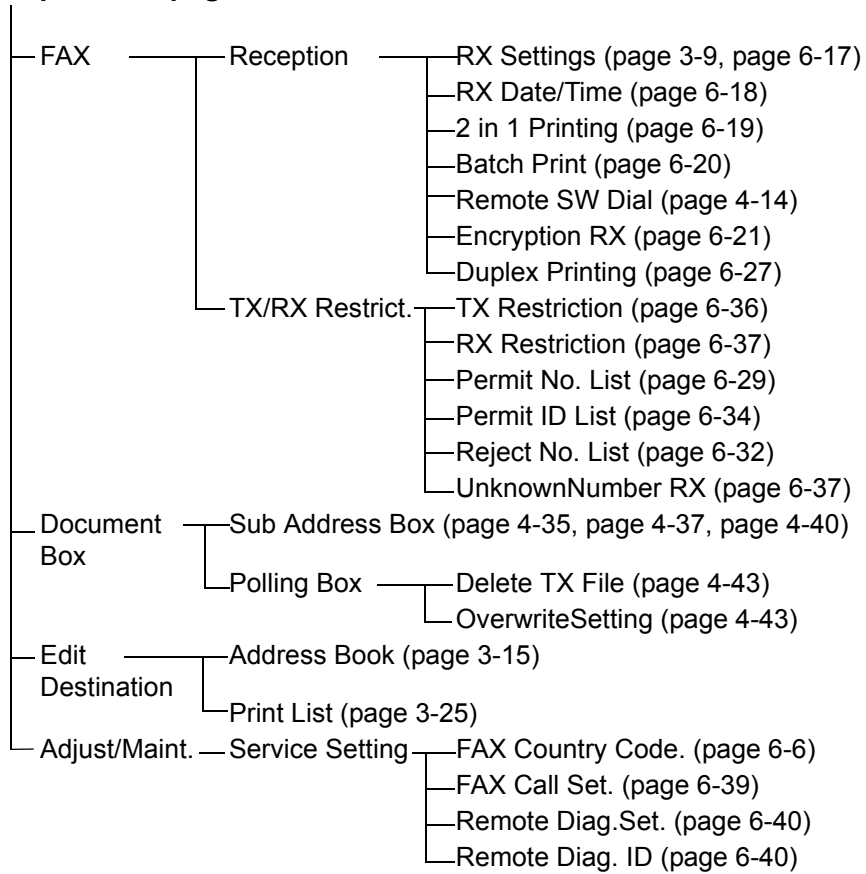 FAX Reception RX Settings (page 3-9, page 6-17)
RX Date/Time (page 6-18)
2 in 1 Printing (page 6-19)
Batch Print (page 6-20)
Remote SW Dial (page 4-14)
Encryption RX (page 6-21)
Duplex Printing (page 6-27)
TX/RX Restrict. TX Restriction (page 6-36)
RX Restriction (page 6-37)
Permit No. List (page 6-29)
Permit ID List (page 6-34)
Reject No. List (page 6-32)
UnknownNumber RX (page 6-37)
Document Sub Address Box (page 4-35, page 4-37, page 4-40)
Box
Polling Box Delete TX File (page 4-43)
OverwriteSetting (page 4-43)
Edit Address Book (page 3-15)
Destination
Print List (page 3-25)
Adjust/Maint. Service Setting FAX Country Code. (page 6-6)
FAX Call Set. (page 6-39)
Remote Diag.Set. (page 6-40)
Remote Diag. ID (page 6-40)